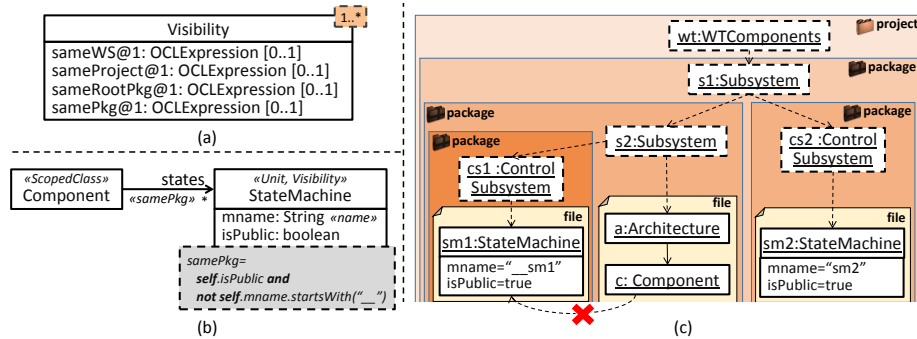 1..*
Visibility
sameWS@1: OCLExpression [0..1]
sameProject@1: OCLExpression [0..1]
sameRootPkg@1: OCLExpression [0..1]
samePkg@1: OCLExpression [0..1]
(a)
«ScopedClass»
Component
states
«samePkg» *
«Unit, Visibility»
StateMachine
mname: String «name»
isPublic: boolean
samePkg=
self.isPublic and
not self.mname.startsWith("__")
(b)
project
wt:WTComponents
package
s1:Subsystem
package
package
package
s2:Subsystem
cs1 :Control
Subsystem
cs2 :Control
Subsystem
file
sm1:StateMachine
mname="__sm1"
isPublic=true
file
a:Architecture
c: Component
file
sm2:StateMachine
mname="sm2"
isPublic=true
(c)